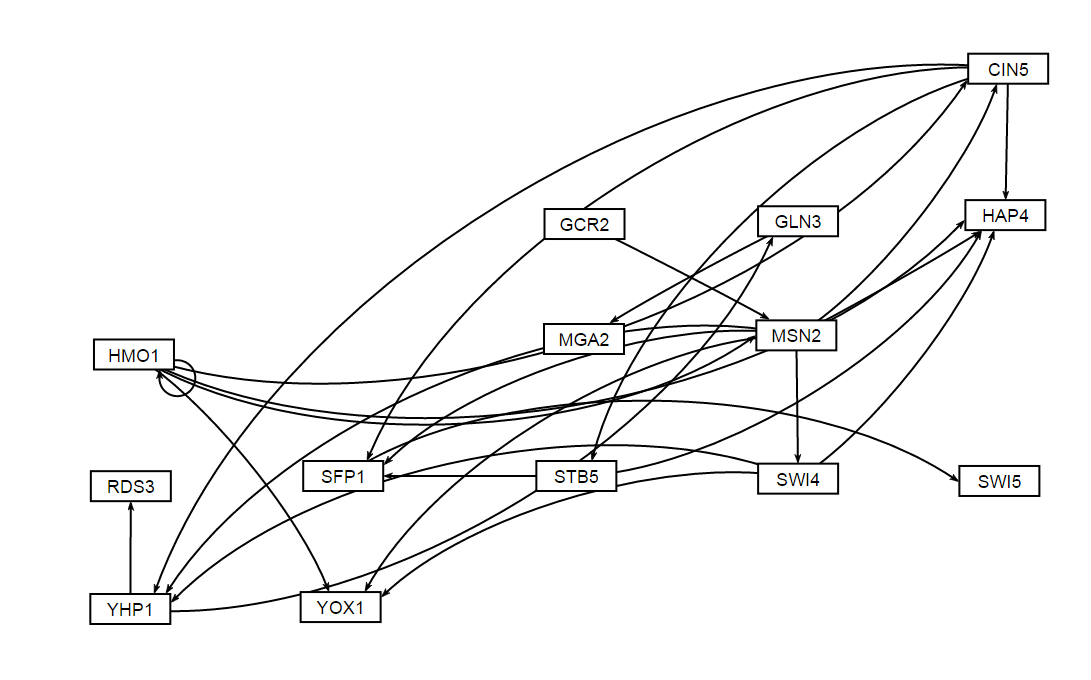 CIN5
HAP4
GCR2
GLN3
MGA2
MSN2
HMO1
SFP1
STB5
SWI4
SWI5
RDS3
YHP1
YOX1